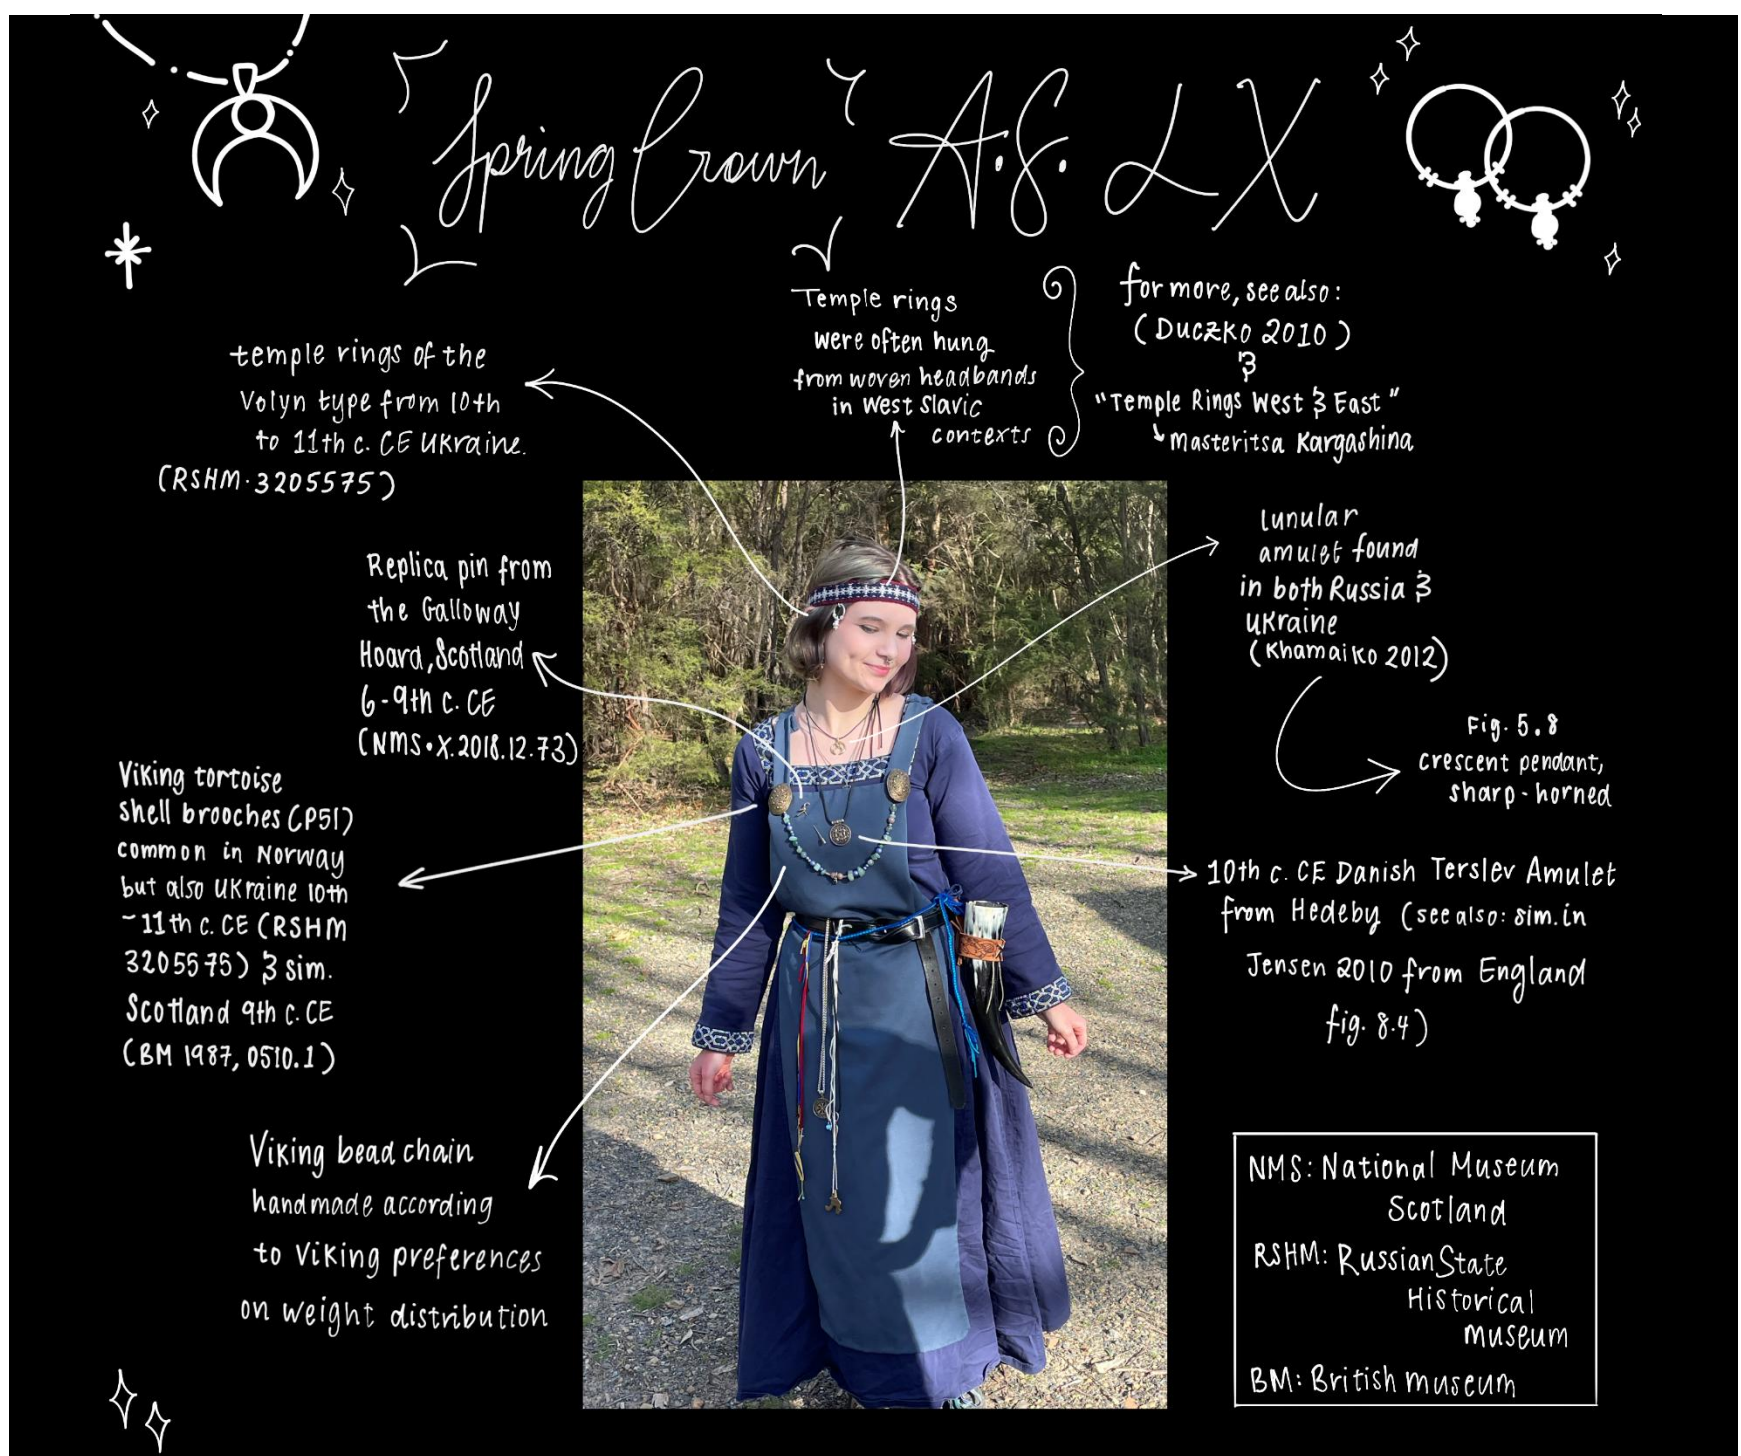 Spring Crown A.S. LX
temple rings of the
Volyn type from 10th
to 11th c. CE Ukraine.
(RSHM. 3205575)
Temple rings
were often hung
from woven headbands
in West Slavic
contexts
for more, see also:
(Duczko 2010)
&
"Temple Rings West & East"
masteritsa Kargashina
Replica pin from
the Galloway
Hoard, Scotland
6-9th c. CE
(NMS.X.2018.12.73)
lunular
amulet found
in both Russia &
Ukraine
(Khamaiko 2012)
Fig. 5.8
crescent pendant,
sharp-horned
Viking tortoise
shell brooches (P51)
common in Norway
but also Ukraine 10th
-11th c. CE (RSHM
3205575) & sim.
Scotland 9th c. CE
(BM 1987, 0510.1)
10th c. CE Danish Terslev Amulet
from Hedeby (see also: sim. in
Jensen 2010 from England
fig. 8.4)
Viking bead chain
handmade according
to Viking preferences
on weight distribution
NMS: National Museum
Scotland
RSHM: Russian State
Historical
museum
BM: British museum